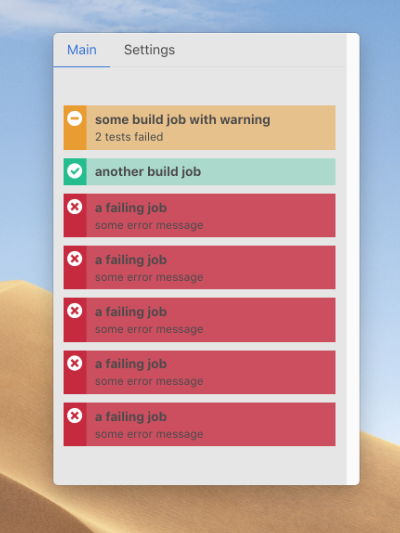 Main
Settings
some build job with warning
2 tests failed
another build job
a failing job
some error message
a failing job
some error message
a failing job
some error message
a failing job
some error message
a failing job
some error message